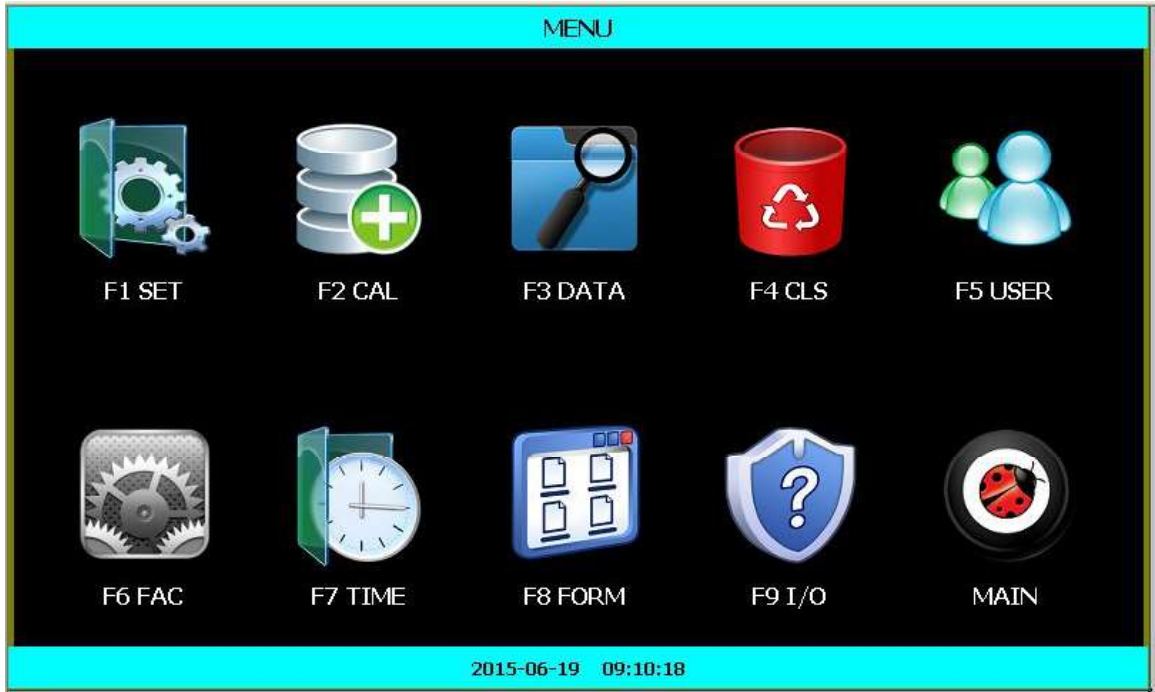 MENU
F1 SET
F2 CAL
F3 DATA
F4 CLS
F5 USER
F6 FAC
F7 TIME
F8 FORM
F9 I/O
MAIN
2015-06-19 09:10:18